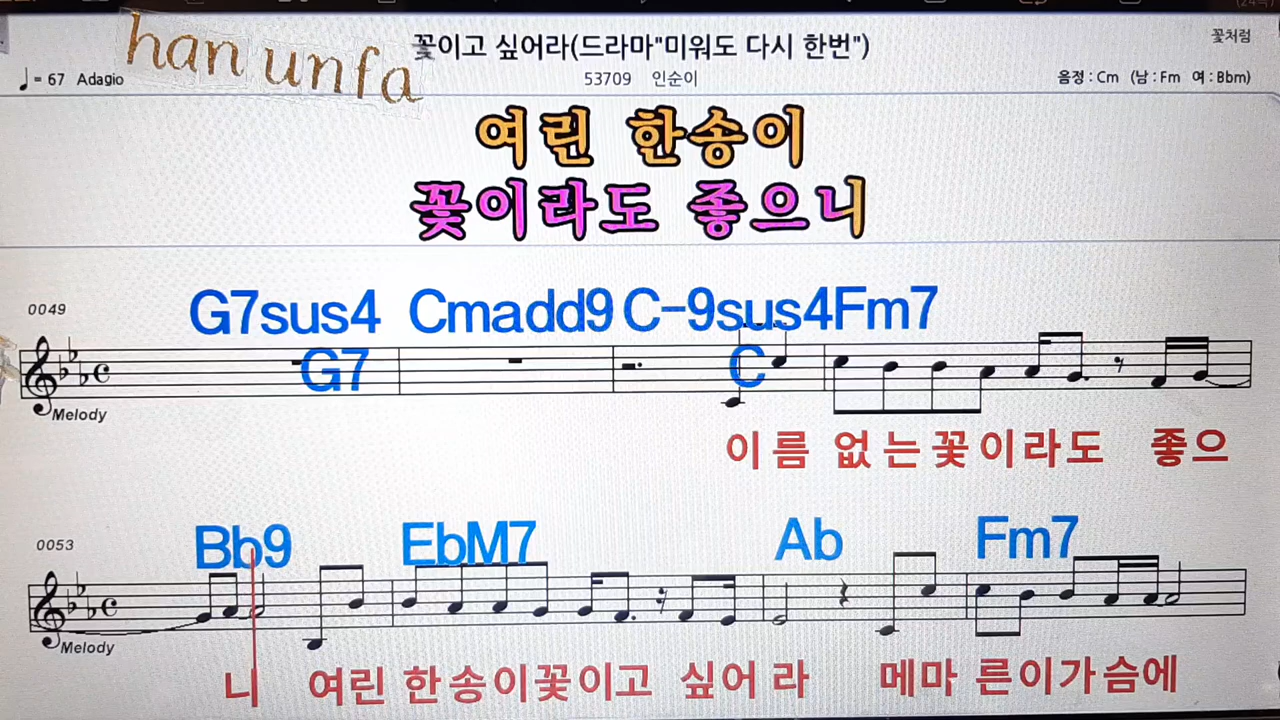 han unfa
꽃이고 싶어라(드라마"미워도 다시 한번")
꽃처럼
♩= 67 Adagio
53709 인순이
음정 : Cm (남 : Fm 여 : Bbm)
여린 한송이
꽃이라도 좋으니
0049
G7sus4 Cmadd9 C-9sus4 Fm7
G7 C
Melody
이름 없는꽃이라도 좋으
0053
Bb9 EbM7 Ab Fm7
Melody
니 여린 한송이꽃이고 싶어 라 메마 른이가슴에